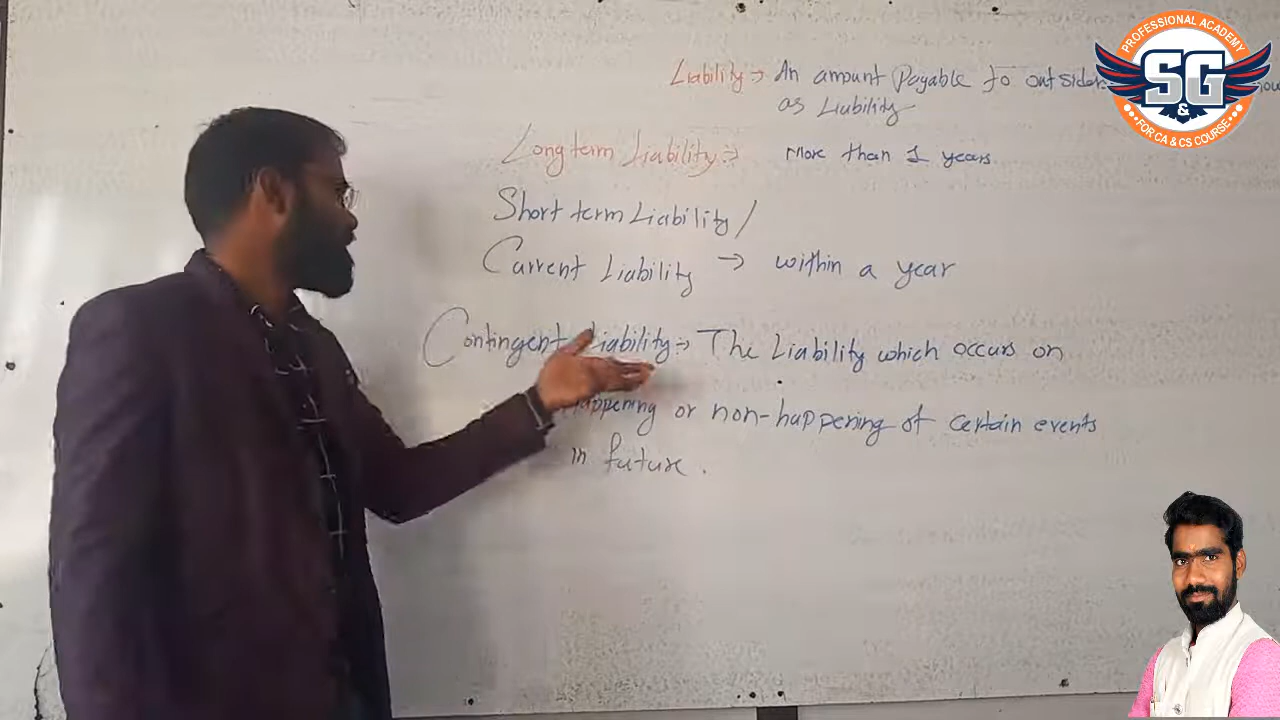 PROFESSIONAL ACADEMY
SG
&
FOR CA & CS COURSE
Liability → An amount Payable to outsider
as Liability
Long term Liability :→ More than 1 years.
Short term Liability /
Current Liability → within a year
Contingent Liability :→ The Liability which occurs on
happening or non-happening of certain events
in future.